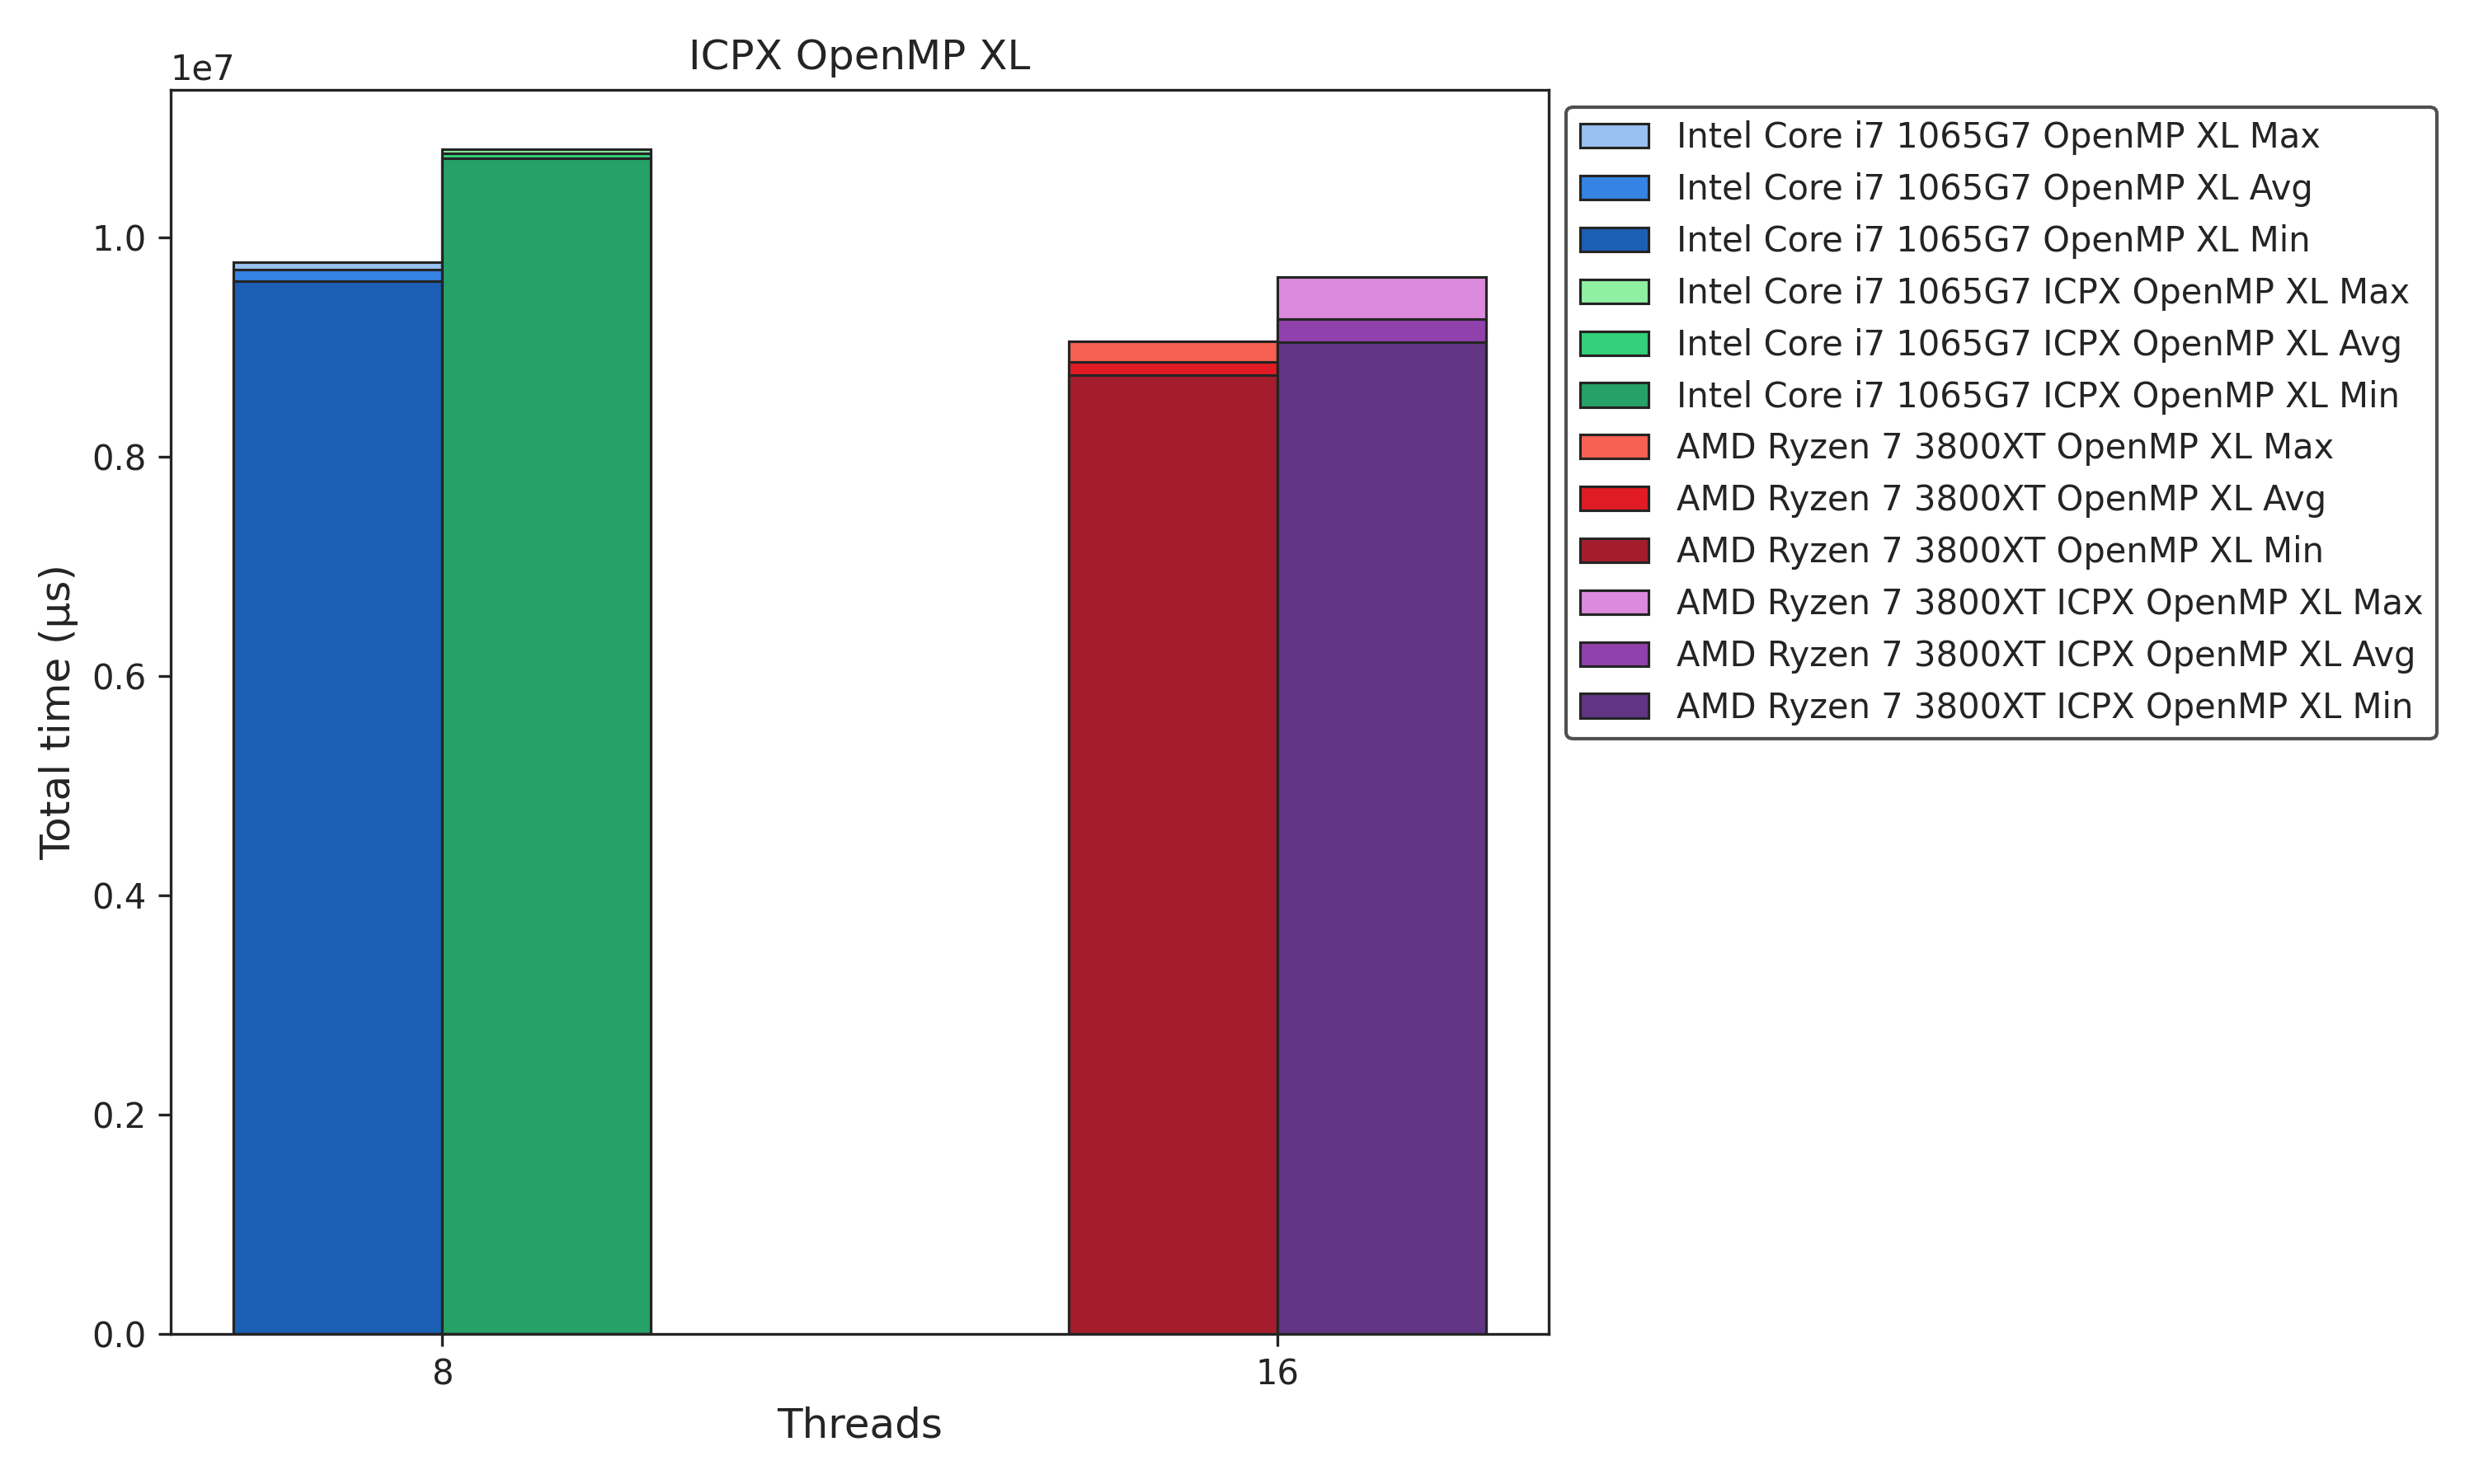 ICPX OpenMP XL
1e7
1.0
0.8
0.6
0.4
0.2
0.0
Total time (μs)
8
16
Threads
Intel Core i7 1065G7 OpenMP XL Max
Intel Core i7 1065G7 OpenMP XL Avg
Intel Core i7 1065G7 OpenMP XL Min
Intel Core i7 1065G7 ICPX OpenMP XL Max
Intel Core i7 1065G7 ICPX OpenMP XL Avg
Intel Core i7 1065G7 ICPX OpenMP XL Min
AMD Ryzen 7 3800XT OpenMP XL Max
AMD Ryzen 7 3800XT OpenMP XL Avg
AMD Ryzen 7 3800XT OpenMP XL Min
AMD Ryzen 7 3800XT ICPX OpenMP XL Max
AMD Ryzen 7 3800XT ICPX OpenMP XL Avg
AMD Ryzen 7 3800XT ICPX OpenMP XL Min